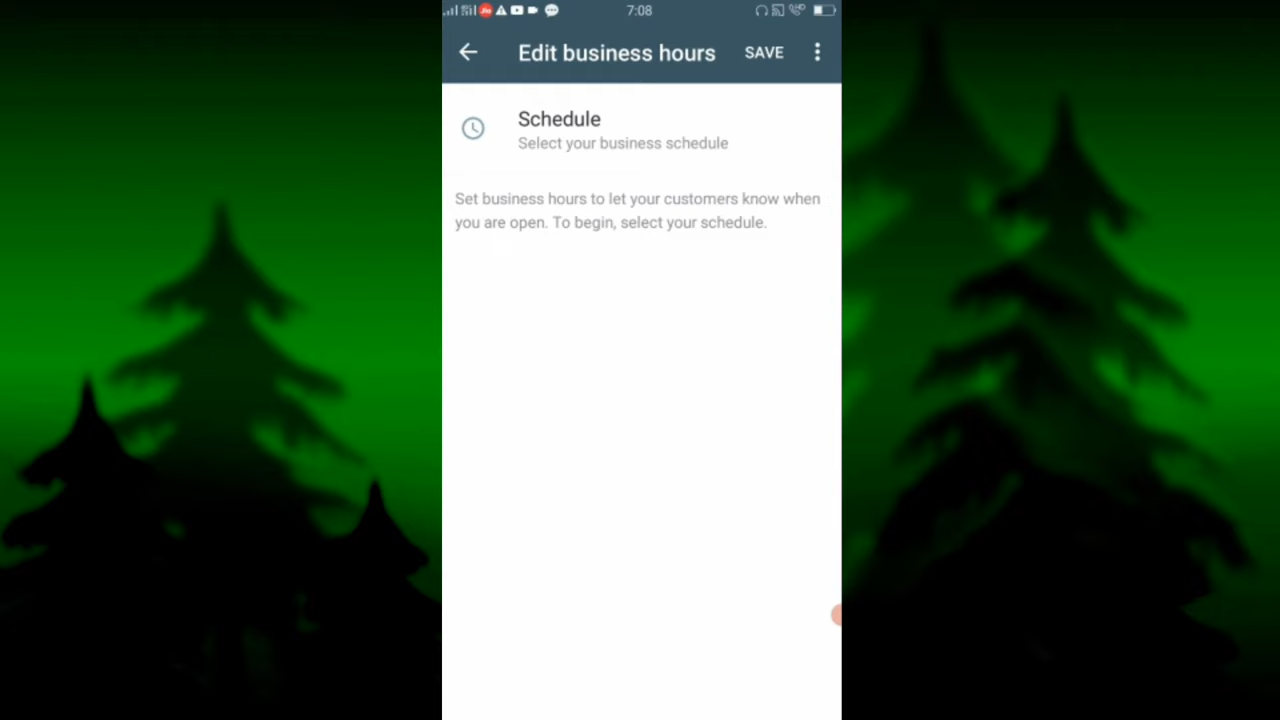 7:08
Edit business hours SAVE
Schedule
Select your business schedule
Set business hours to let your customers know when
you are open. To begin, select your schedule.